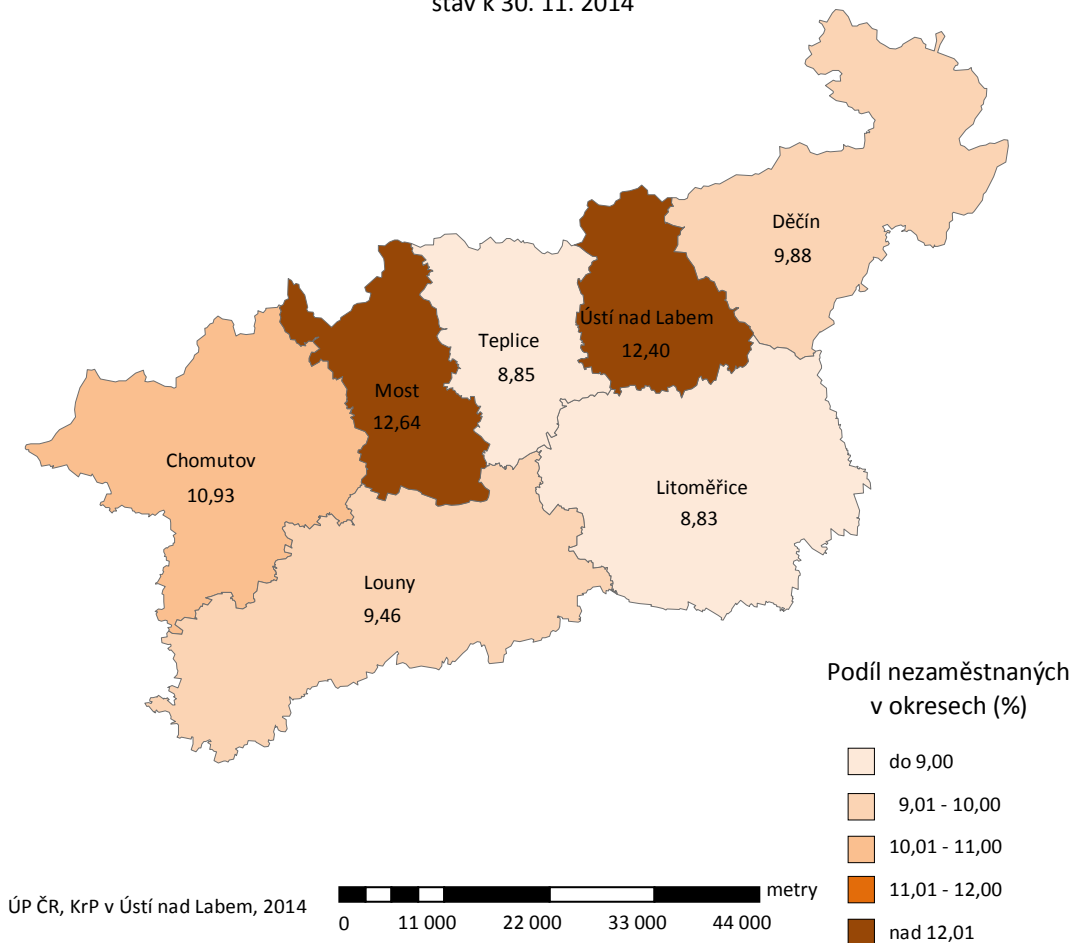 stav k 30. 11. 2014
Děčín
9,88
Ústí nad Labem
12,40
Teplice
8,85
Most
12,64
Chomutov
10,93
Litoměřice
8,83
Louny
9,46
Podíl nezaměstnaných
v okresech (%)
do 9,00
9,01 - 10,00
10,01 - 11,00
11,01 - 12,00
nad 12,01
ÚP ČR, KrP v Ústí nad Labem, 2014
metry
0 11 000 22 000 33 000 44 000